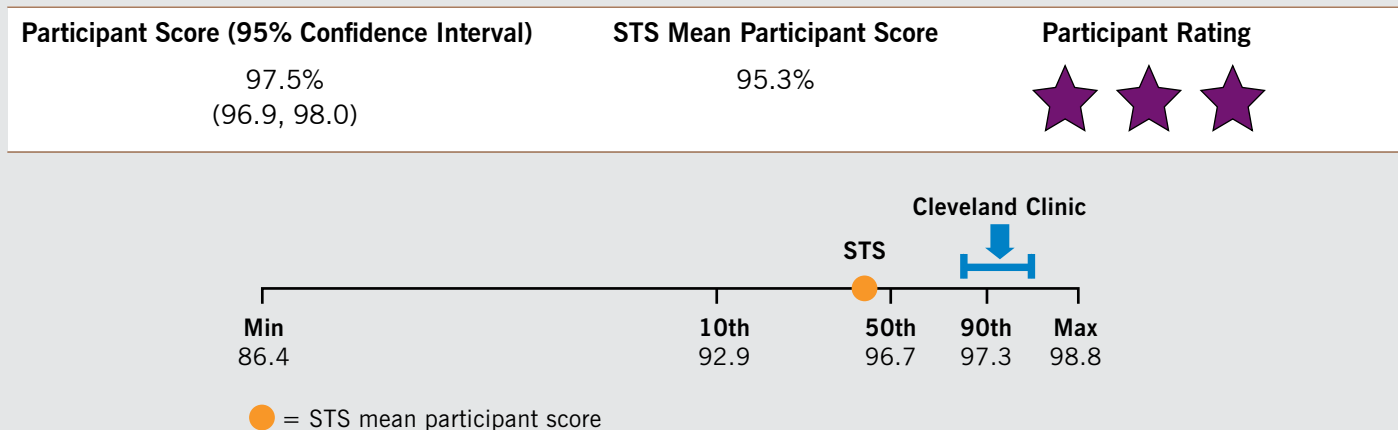 Participant Score (95% Confidence Interval) STS Mean Participant Score Participant Rating
97.5% 95.3%
(96.9, 98.0)
Cleveland Clinic
STS
Min 10th 50th 90th Max
86.4 92.9 96.7 97.3 98.8
= STS mean participant score